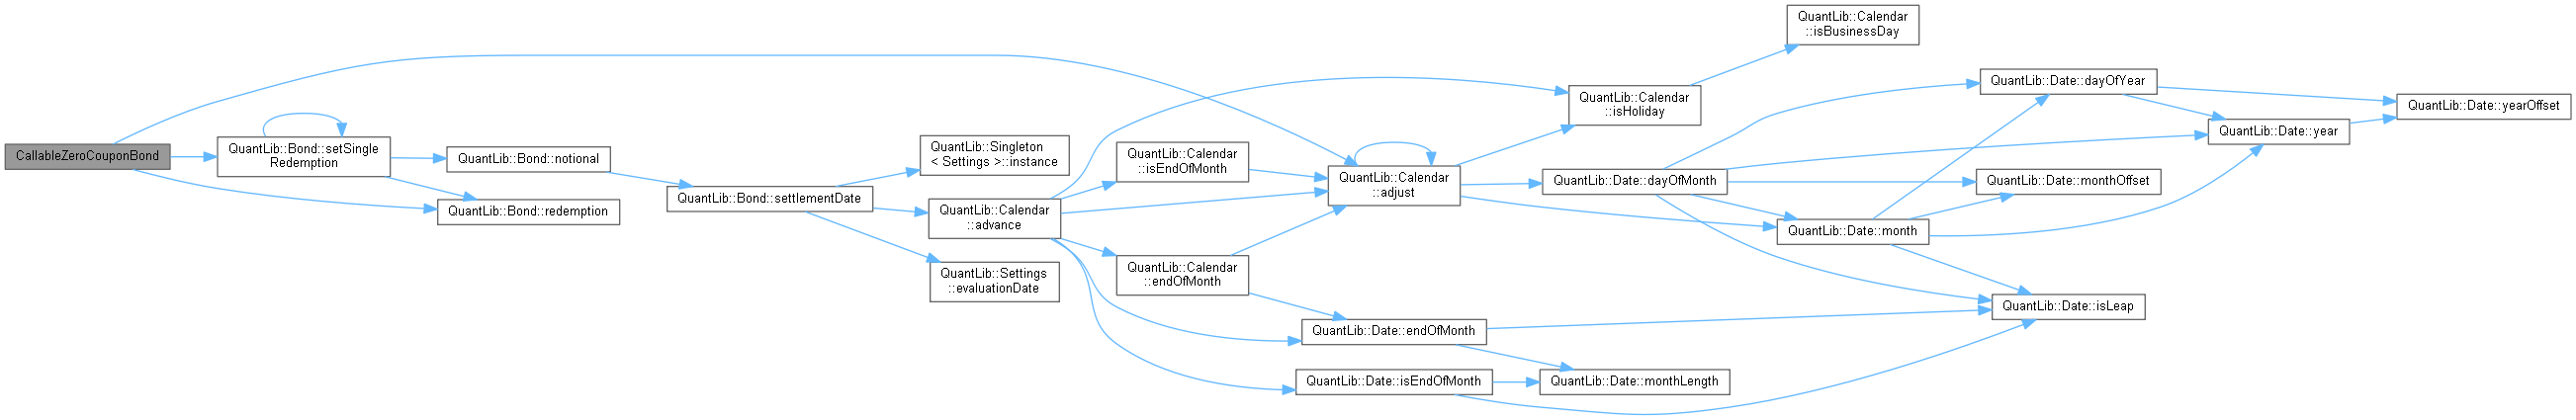 CallableZeroCouponBond
QuantLib::Bond::setSingle
Redemption
QuantLib::Bond::notional
QuantLib::Bond::redemption
QuantLib::Bond::settlementDate
QuantLib::Singleton
< Settings >::instance
QuantLib::Calendar
::advance
QuantLib::Settings
::evaluationDate
QuantLib::Calendar
::isEndOfMonth
QuantLib::Calendar
::endOfMonth
QuantLib::Calendar
::adjust
QuantLib::Date::endOfMonth
QuantLib::Date::isEndOfMonth
QuantLib::Calendar
::isHoliday
QuantLib::Date::dayOfMonth
QuantLib::Date::monthLength
QuantLib::Calendar
::isBusinessDay
QuantLib::Date::month
QuantLib::Date::dayOfYear
QuantLib::Date::monthOffset
QuantLib::Date::isLeap
QuantLib::Date::year
QuantLib::Date::yearOffset